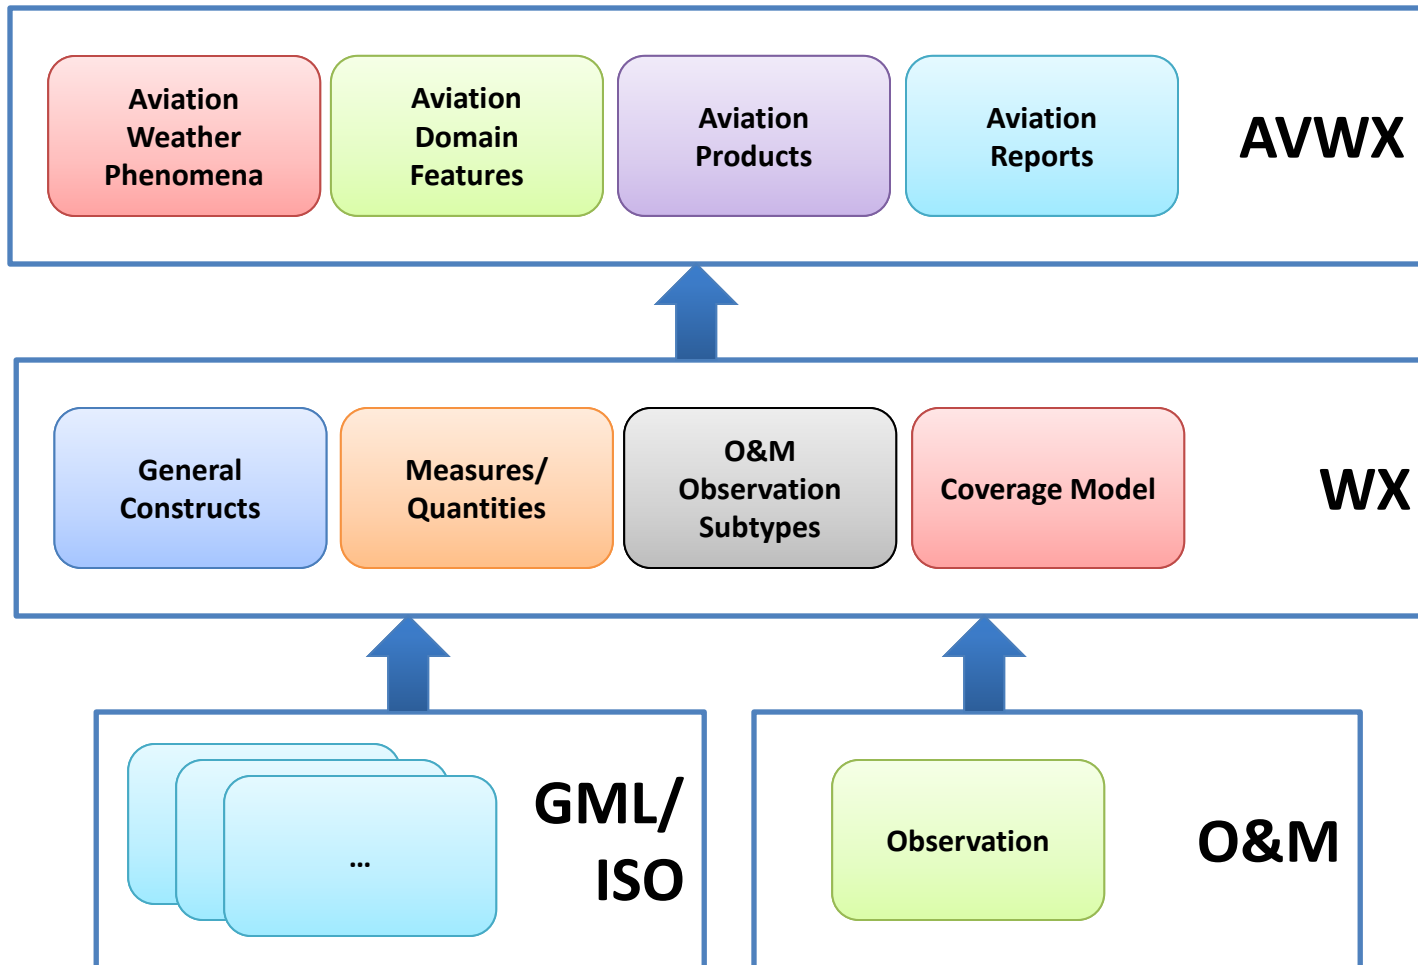 Aviation
Weather
Phenomena
Aviation
Domain
Features
Aviation
Products
Aviation
Reports
AVWX
General
Constructs
Measures/
Quantities
O&M
Observation
Subtypes
Coverage Model
WX
...
GML/
ISO
Observation
O&M